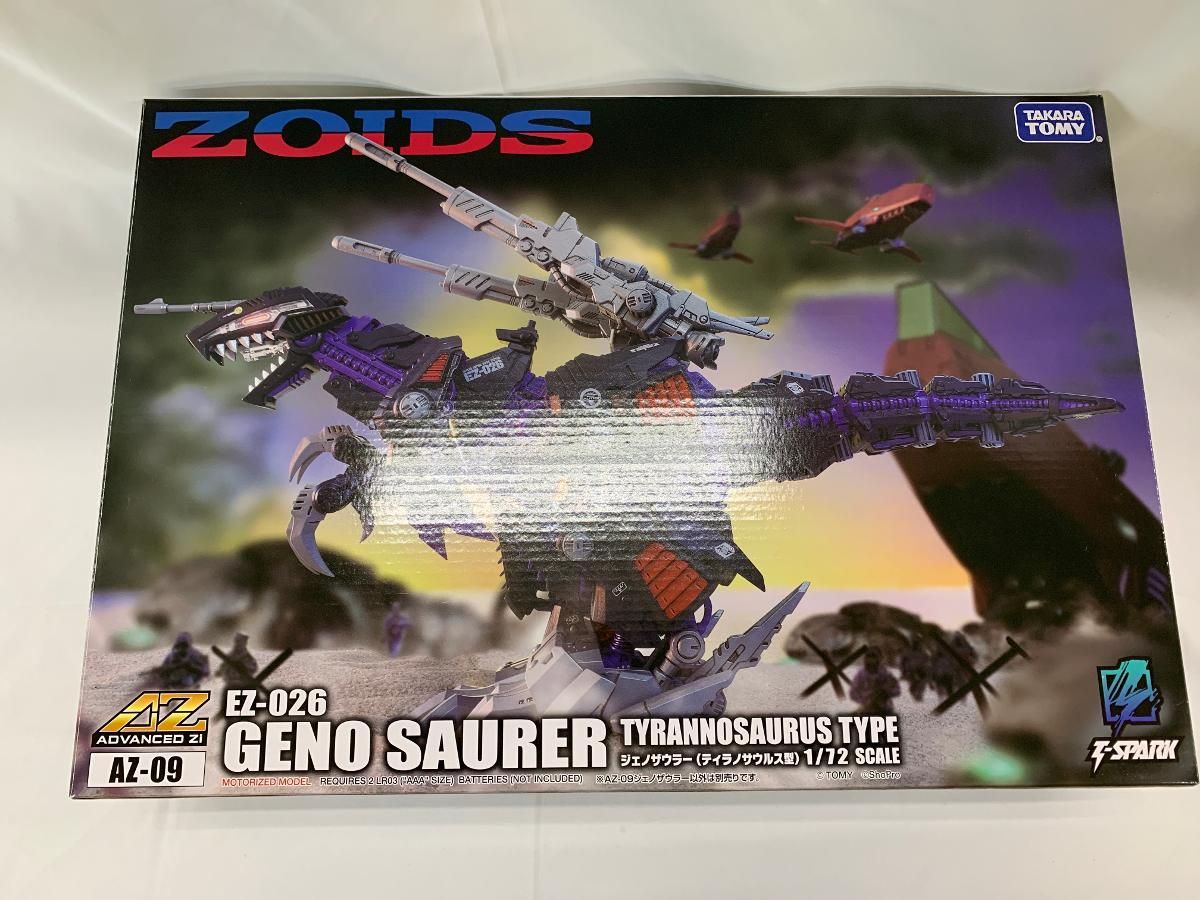 ZOIDS
TAKARA
TOMY
EZ-026
AZ
ADVANCED ZI
AZ-09
EZ-026
GENO SAURER
TYRANNOSAURUS TYPE
ジェノザウラー(ティラノサウルス型) 1/72 SCALE
MOTORIZED MODEL REQUIRES 2 LR03 ("AAA" SIZE) BATTERIES (NOT INCLUDED) ※AZ-09ジェノザウラー以外は別売りです。
© TOMY ©ShoPro
T-SPARK